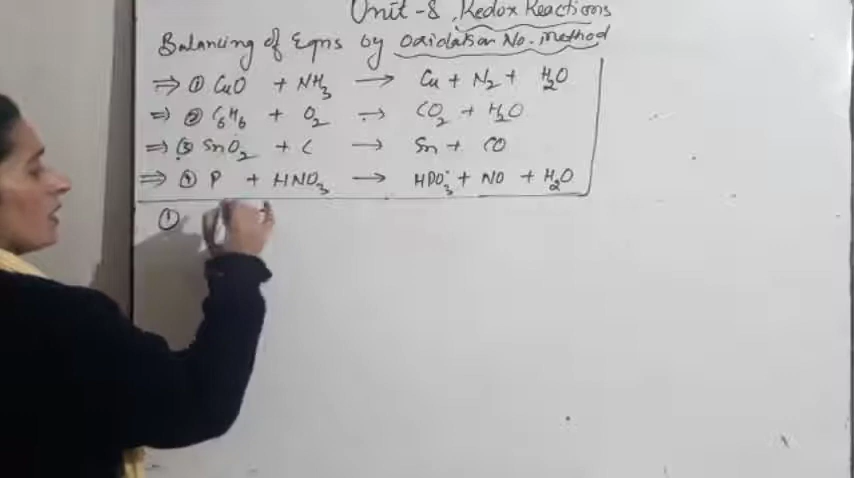 Unit-8, Redox Reactions
Balancing of Eqns by Oxidation No. method
⇒ ① CuO + NH₃ → Cu + N₂ + H₂O
⇒ ② C₆H₆ + O₂ → CO₂ + H₂O
⇒ ③ SnO₂ + C → Sn + CO
⇒ ④ P + HNO₃ → HPO₃ + NO + H₂O
①